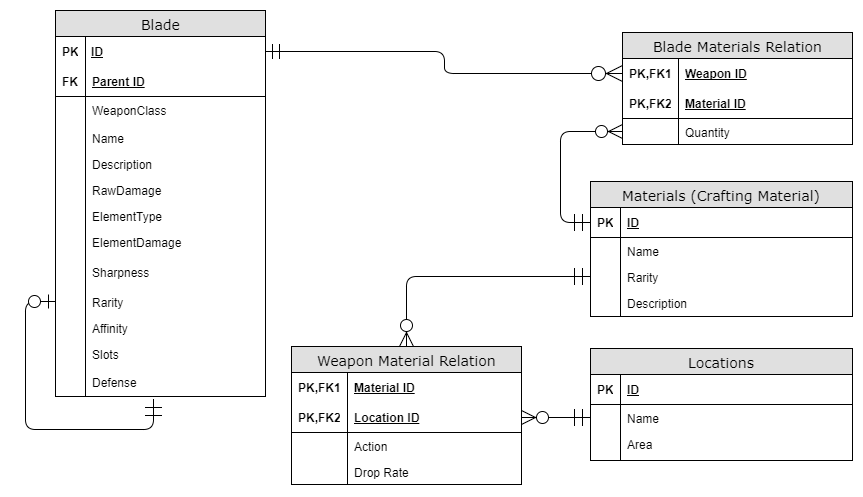 Blade
PK ID
FK Parent ID
WeaponClass
Name
Description
RawDamage
ElementType
ElementDamage
Sharpness
Rarity
Affinity
Slots
Defense
Blade Materials Relation
PK,FK1 Weapon ID
PK,FK2 Material ID
Quantity
Materials (Crafting Material)
PK ID
Name
Rarity
Description
Weapon Material Relation
PK,FK1 Material ID
PK,FK2 Location ID
Action
Drop Rate
Locations
PK ID
Name
Area